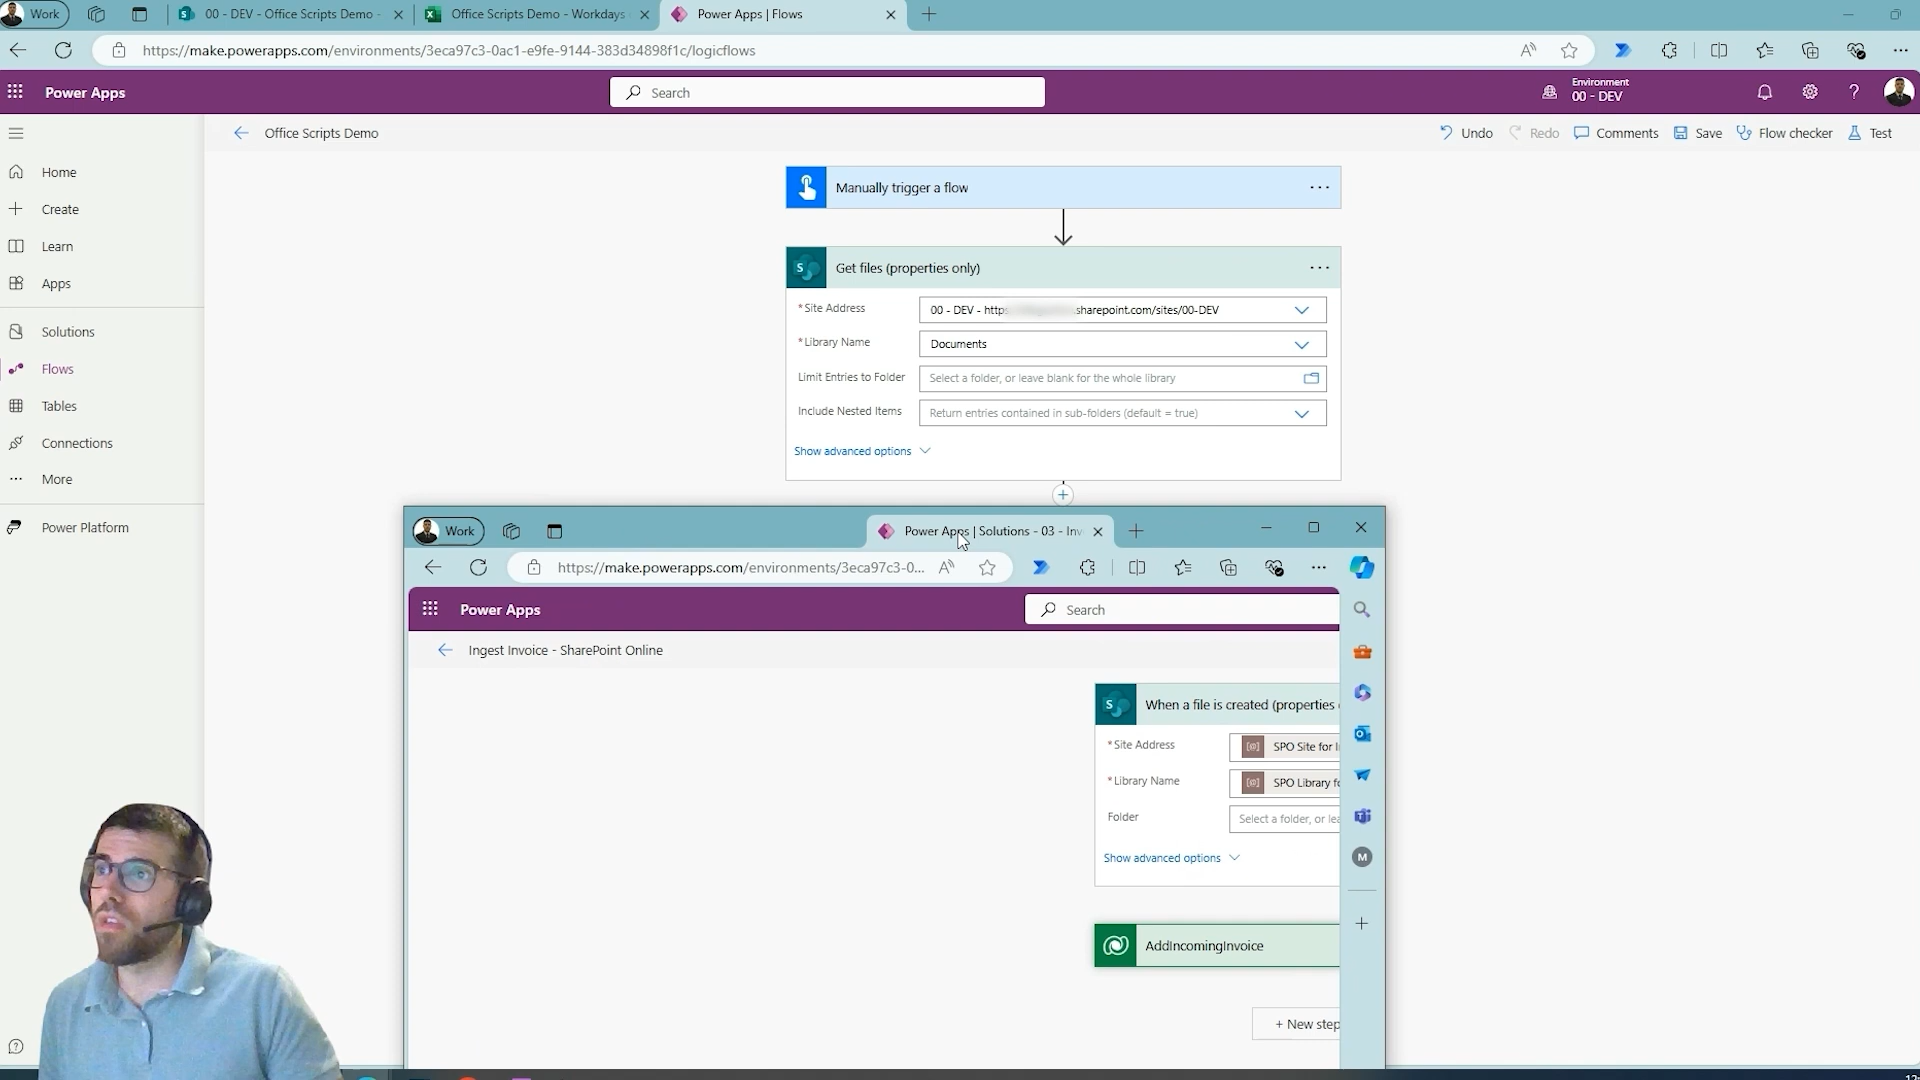 Work
00 - DEV - Office Scripts Demo -
Office Scripts Demo - Workdays
Power Apps | Flows
https://make.powerapps.com/environments/3eca97c3-0ac1-e9fe-9144-383d34898f1c/logicflows
Power Apps
Search
Environment
00 - DEV
Office Scripts Demo
Undo
Redo
Comments
Save
Flow checker
Test
Home
Create
Learn
Apps
Solutions
Flows
Tables
Connections
More
Power Platform
Manually trigger a flow
Get files (properties only)
*Site Address
00 - DEV - https sharepoint.com/sites/00-DEV
*Library Name
Documents
Limit Entries to Folder
Select a folder, or leave blank for the whole library
Include Nested Items
Return entries contained in sub-folders (default = true)
Show advanced options
Work
Power Apps | Solutions - 03 - Inv
https://make.powerapps.com/environments/3eca97c3-0...
Power Apps
Search
Ingest Invoice - SharePoint Online
When a file is created (properties
*Site Address
SPO Site for
*Library Name
SPO Library
Folder
Select a folder, or
Show advanced options
AddIncomingInvoice
+ New step
M